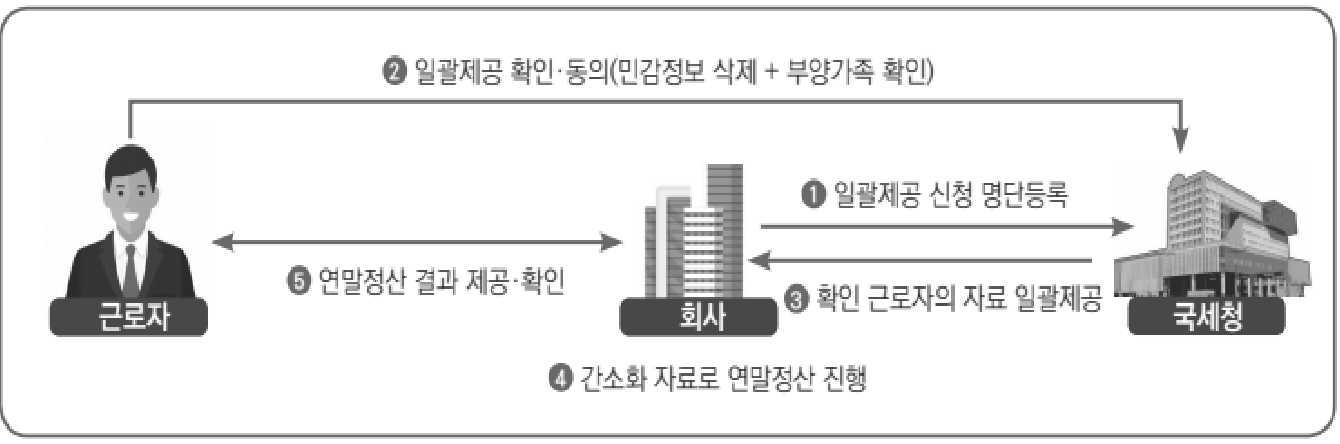 ❷ 일괄제공 확인·동의(민감정보 삭제 + 부양가족 확인)
❶ 일괄제공 신청 명단등록
❺ 연말정산 결과 제공·확인
❸ 확인 근로자의 자료 일괄제공
근로자
회사
국세청
❹ 간소화 자료로 연말정산 진행